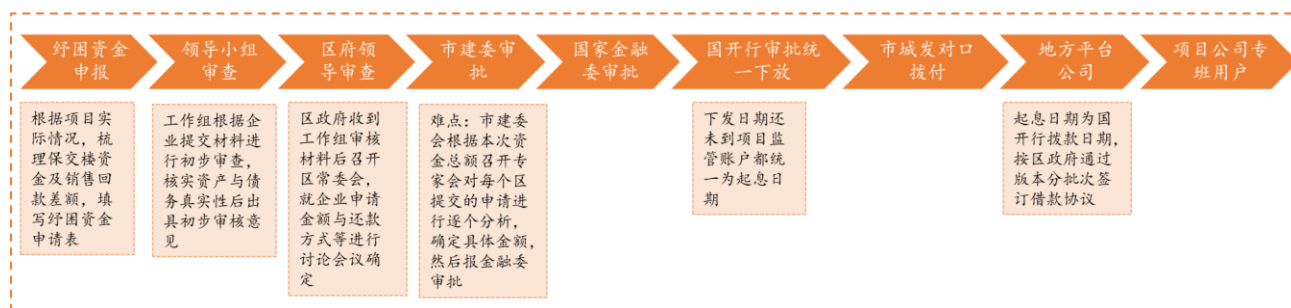 纾困资金
申报
领导小组
审查
区府领
导审查
市建委审
批
国家金融
委审批
国开行审批统
一下放
市城发对口
拨付
地方平台
公司
项目公司专
班用户
根据项目实
际情况，梳
理保交楼资
金及销售回
款差额，填
写纾困资金
申请表
工作组根据企
业提交材料进
行初步审查，
核实资产与债
务真实性后出
具初步审核意
见
区政府收到
工作组审核
材料后召开
区常委会，
就企业申请
金额与还款
方式等进行
讨论会议确
定
难点：市建委
会根据本次资
金总额召开专
家会对每个区
提交的申请进
行逐个分析，
确定具体金额，
然后报金融委
审批
下发日期还
未到项目监
管账户都统
一为起息日
期
起息日期为国
开行拨款日期，
按区政府通过
版本分批次签
订借款协议